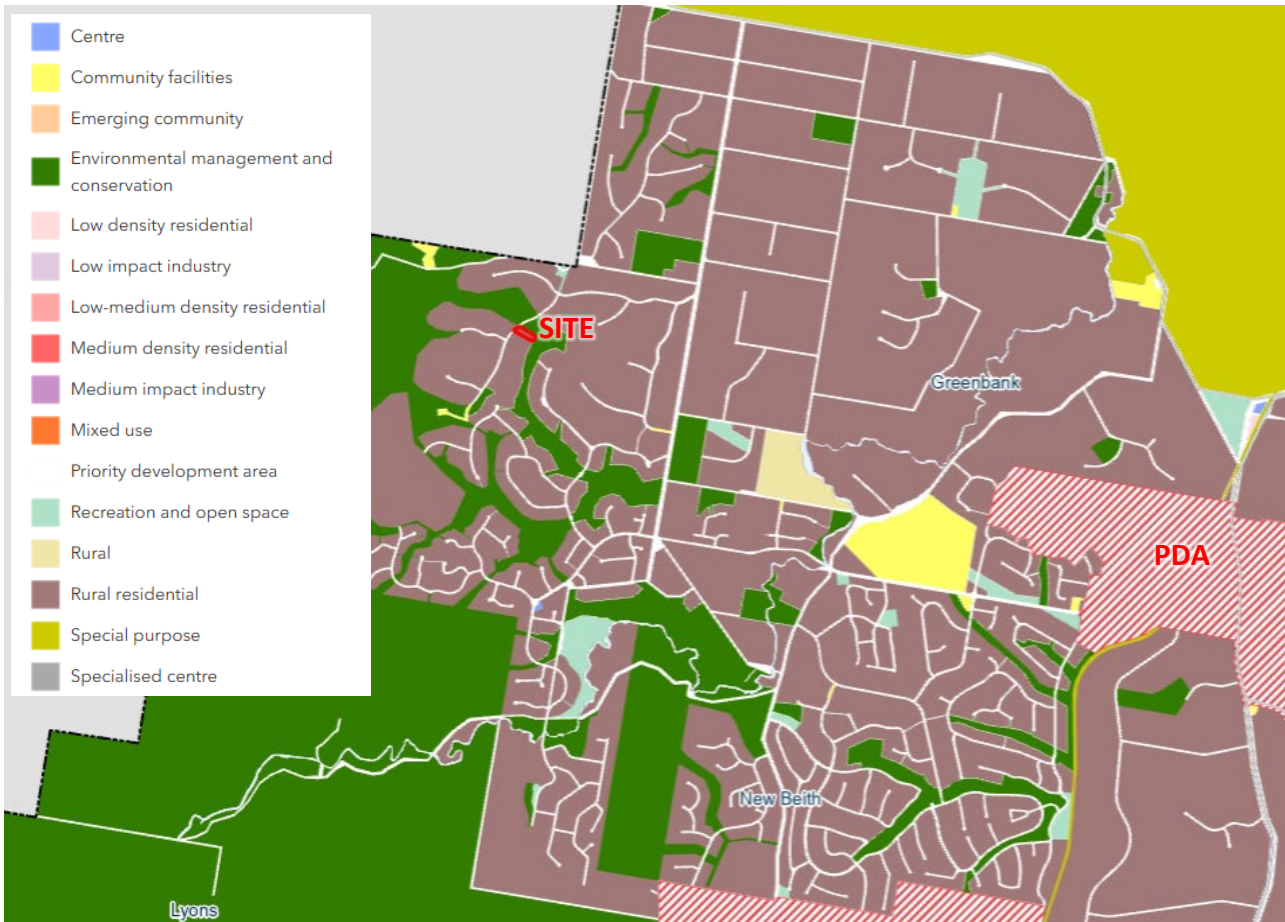 Centre
Community facilities
Emerging community
Environmental management and
conservation
Low density residential
Low impact industry
Low-medium density residential
Medium density residential
Medium impact industry
Mixed use
Priority development area
Recreation and open space
Rural
Rural residential
Special purpose
Specialised centre
SITE
Greenbank
PDA
New Beith
Lyons